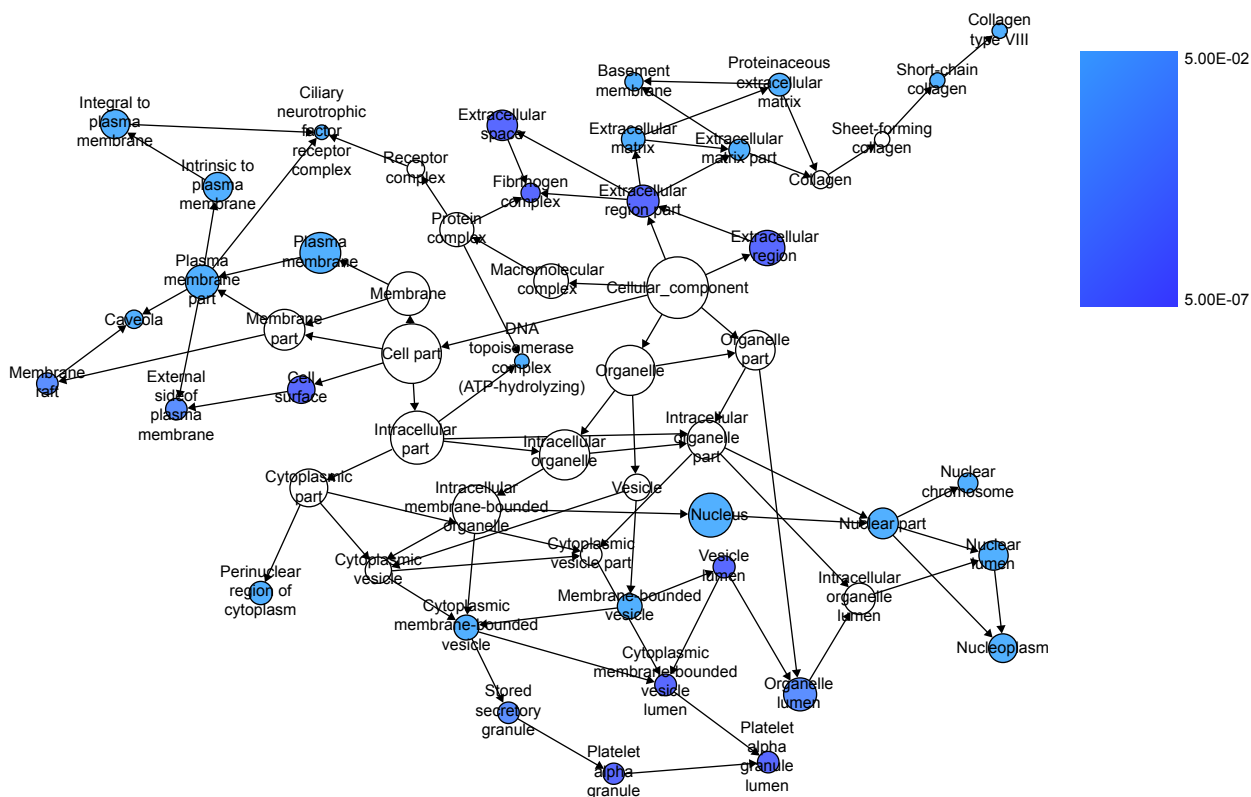 Collagen
type VIII
5.00E-02
Basement
membrane
Proteinaceous
extracellular
matrix
Short-chain
collagen
Integral to
plasma
membrane
Ciliary
neurotrophic
factor
receptor
complex
Extracellular
space
Extracellular
matrix
Extracellular
matrix part
Sheet-forming
collagen
Receptor
complex
Intrinsic to
plasma
membrane
Fibrinogen
complex
Extracellular
region part
Collagen
Protein
complex
Plasma
membrane
Extracellular
region
Plasma
membrane
part
Macromolecular
complex
Membrane
Cellular_component
5.00E-07
Caveola
Membrane
part
DNA
topoisomerase
complex
(ATP-hydrolyzing)
Cell part
Organelle
part
Organelle
Membrane
raft
External
side of
plasma
membrane
Cell
surface
Intracellular
part
Intracellular
organelle
Intracellular
organelle
part
Cytoplasmic
part
Intracellular
membrane-bounded
organelle
Vesicle
Nucleus
Nuclear
chromosome
Nuclear part
Cytoplasmic
vesicle
Cytoplasmic
vesicle part
Vesicle
lumen
Nuclear
lumen
Perinuclear
region of
cytoplasm
Cytoplasmic
membrane-bounded
vesicle
Membrane-bounded
vesicle
Intracellular
organelle
lumen
Nucleoplasm
Cytoplasmic
membrane-bounded
vesicle
lumen
Organelle
lumen
Stored
secretory
granule
Platelet
alpha
granule
Platelet
alpha
granule
lumen